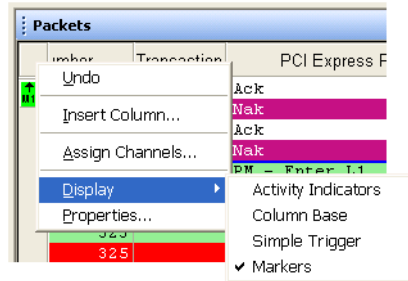 Packets
Transaction
PCI Express P
M1
Undo
Ack
Nak
Insert Column...
Ack
Assign Channels...
Nak
PM - Enter L1
Display
Activity Indicators
Properties...
Column Base
325
Simple Trigger
325
Markers